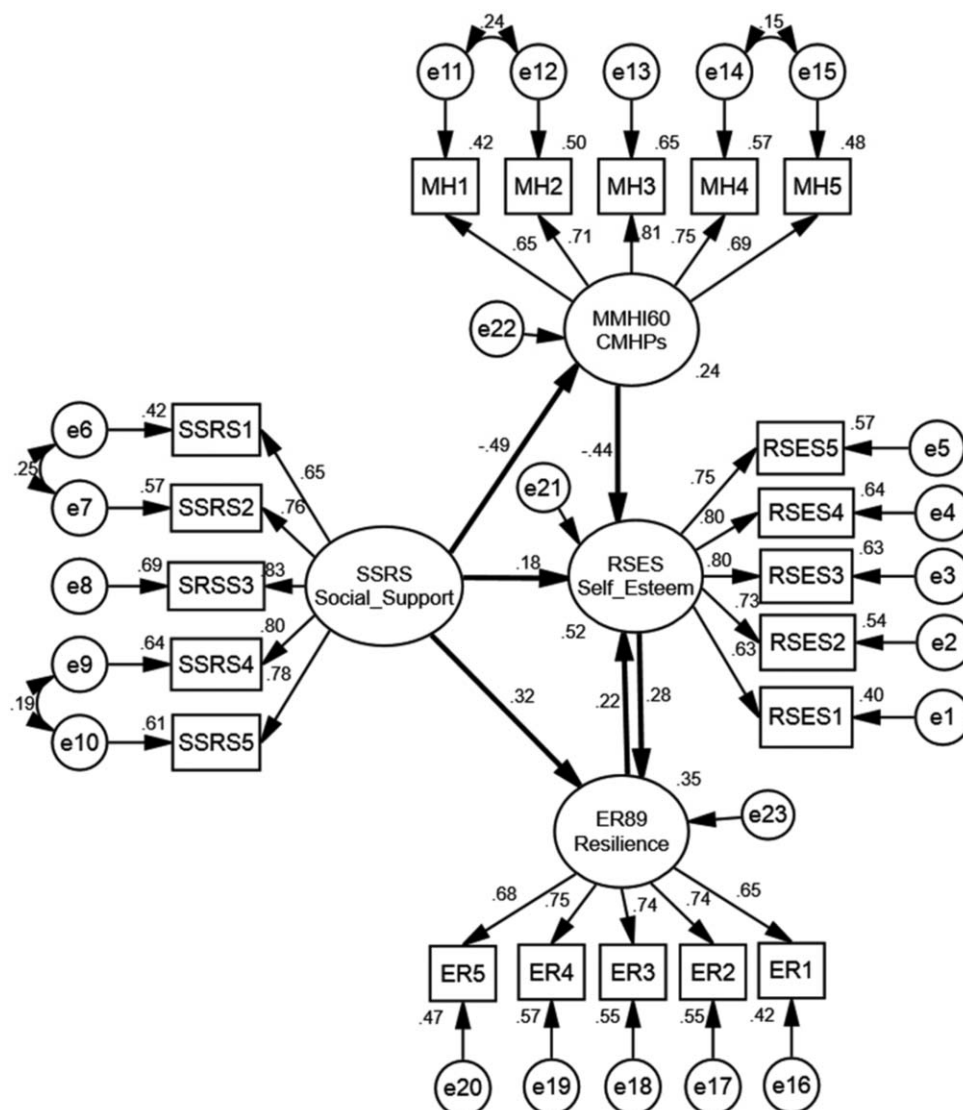 .24
.15
e11
e12
e13
e14
e15
.42
.50
.65
.57
.48
MH1
MH2
MH3
MH4
MH5
.65
.71
.81
.75
.69
MMHI60
CMHPs
e22
.24
e6
.42
SSRS1
-.49
-.44
RSES5
.57
e5
.25
.65
.75
e7
.57
SSRS2
.76
e21
.80
RSES4
.64
e4
e8
.69
SRSS3
.83
SSRS
Social_Support
.18
RSES
Self_Esteem
.80
RSES3
.63
e3
.73
e9
.64
SSRS4
.80
.52
.63
RSES2
.54
e2
.19
.78
e10
.61
SSRS5
.32
.22
.28
RSES1
.40
e1
.35
ER89
Resilience
e23
.68
.75
.74
.74
.65
ER5
ER4
ER3
ER2
ER1
.47
.57
.55
.55
.42
e20
e19
e18
e17
e16